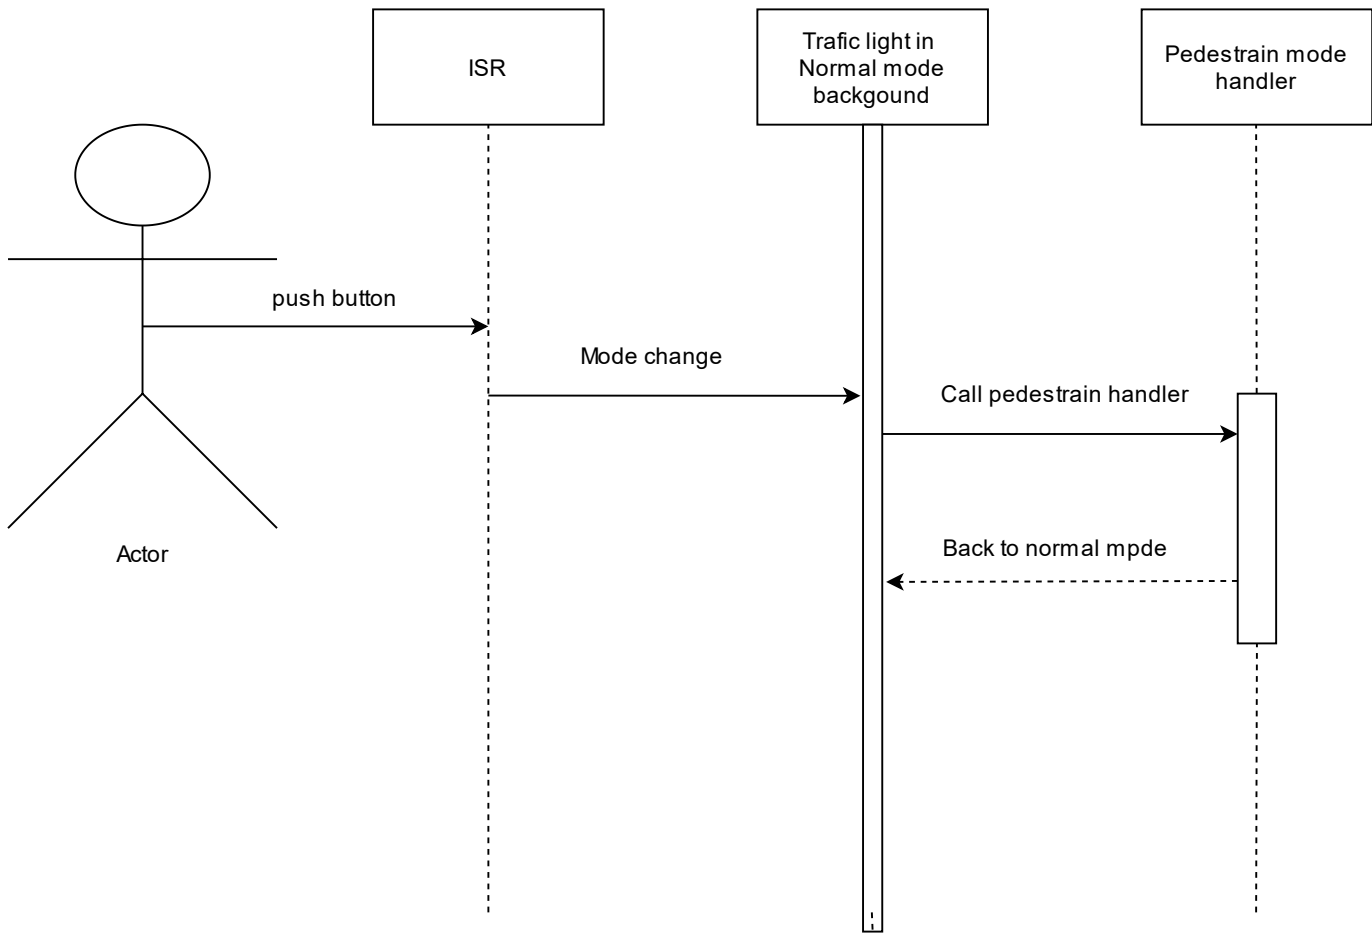 ISR
Trafic light in
Normal mode
backgound
Pedestrain mode
handler
push button
Mode change
Call pedestrain handler
Back to normal mpde
Actor